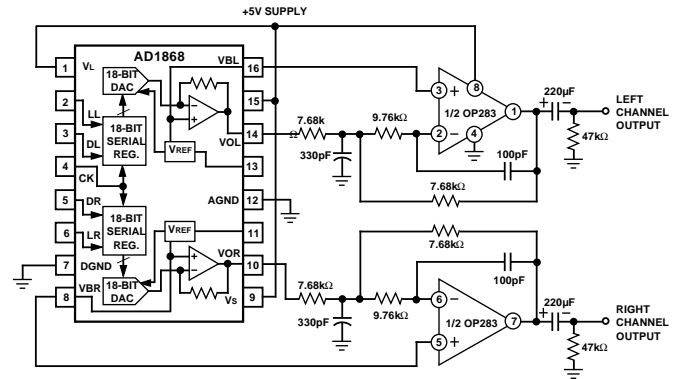 +5V SUPPLY
AD1868
1 VL
18-BIT
DAC
VBL 16
2 LL
15
18-BIT
SERIAL
REG.
3 DL
VOL 14
4 CK
VREF
13
5 DR
AGND 12
18-BIT
SERIAL
REG.
6 LR
VREF
11
7 DGND
VOR 10
8 VBR
18-BIT
DAC
VS 9
− +
+ −
7.68k
Ω
330pF
9.76kΩ
3 +
2 −
8
1/2 OP283
1
4
100pF
7.68kΩ
220µF
+ −
47kΩ
LEFT
CHANNEL
OUTPUT
7.68kΩ
7.68kΩ
330pF
9.76kΩ
100pF
6 −
1/2 OP283
7
5 +
220µF
+ −
47kΩ
RIGHT
CHANNEL
OUTPUT